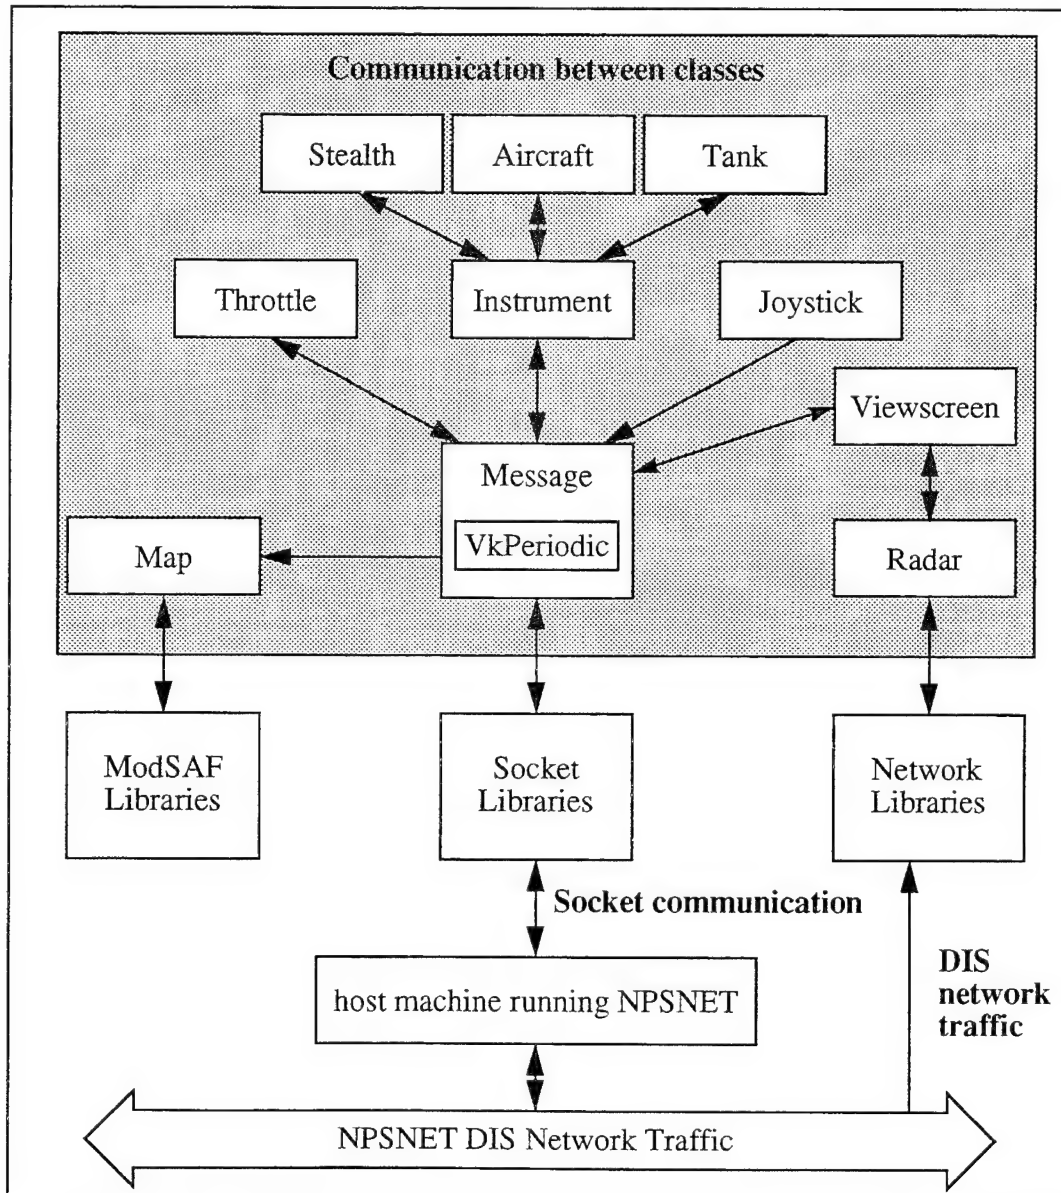 Communication between classes
Stealth
Aircraft
Tank
Throttle
Instrument
Joystick
Viewscreen
Message
VkPeriodic
Map
Radar
ModSAF
Libraries
Socket
Libraries
Network
Libraries
Socket communication
host machine running NPSNET
DIS
network
traffic
NPSNET DIS Network Traffic